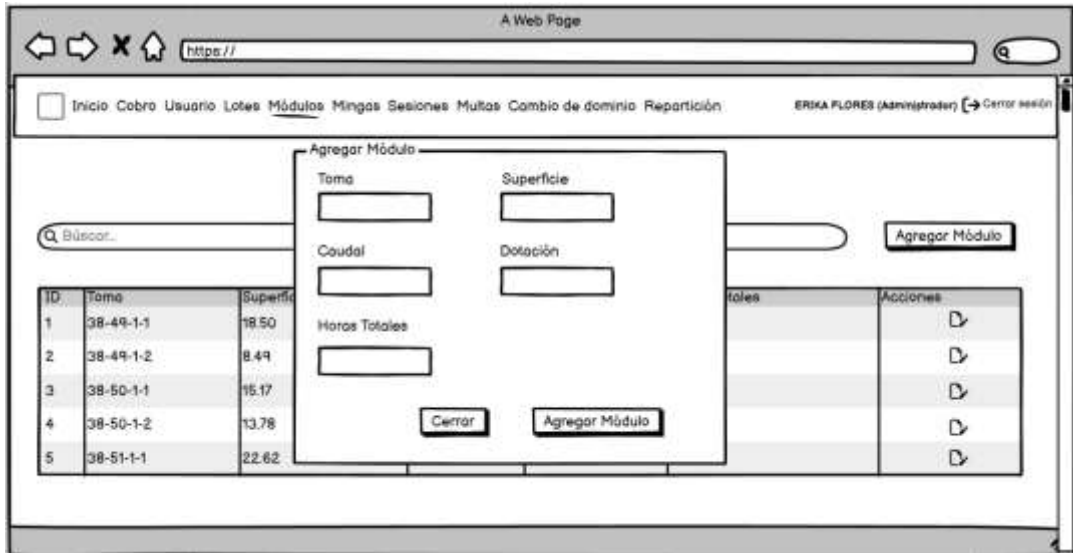 A Web Page
https://
Inicio Cobro Usuario Lotes Módulos Mingas Sesiones Multas Cambio de dominio Repartición
ERIKA FLORES (Administrador) Cerrar sesión
Agregar Módulo
Toma Superficie
Búscar...
Agregar Módulo
Caudal Dotación
ID Toma Superfic tales Acciones
Horas Totales
1 38-49-1-1 18.50
2 38-49-1-2 8.49
3 38-50-1-1 15.17
4 38-50-1-2 13.78
Cerrar Agregar Módulo
5 38-51-1-1 22.62